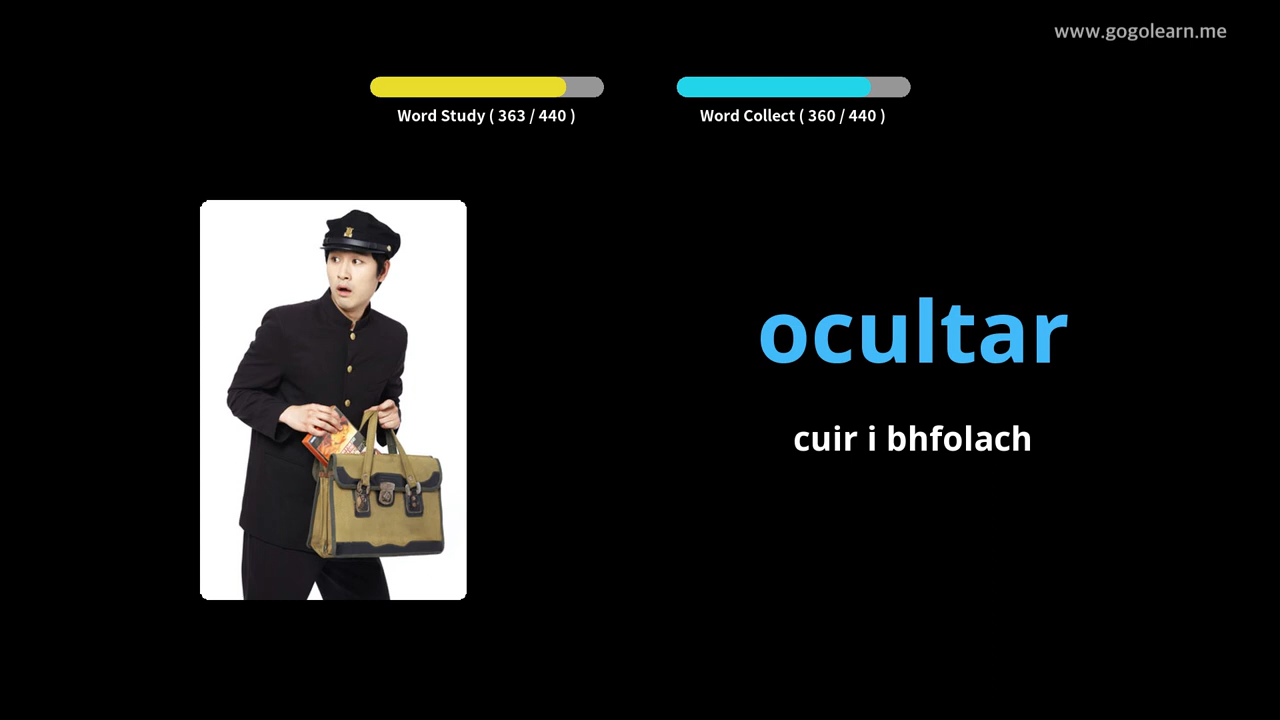 www.gogolearn.me
Word Study ( 363 / 440 )
Word Collect ( 360 / 440 )
ocultar
cuir i bhfolach